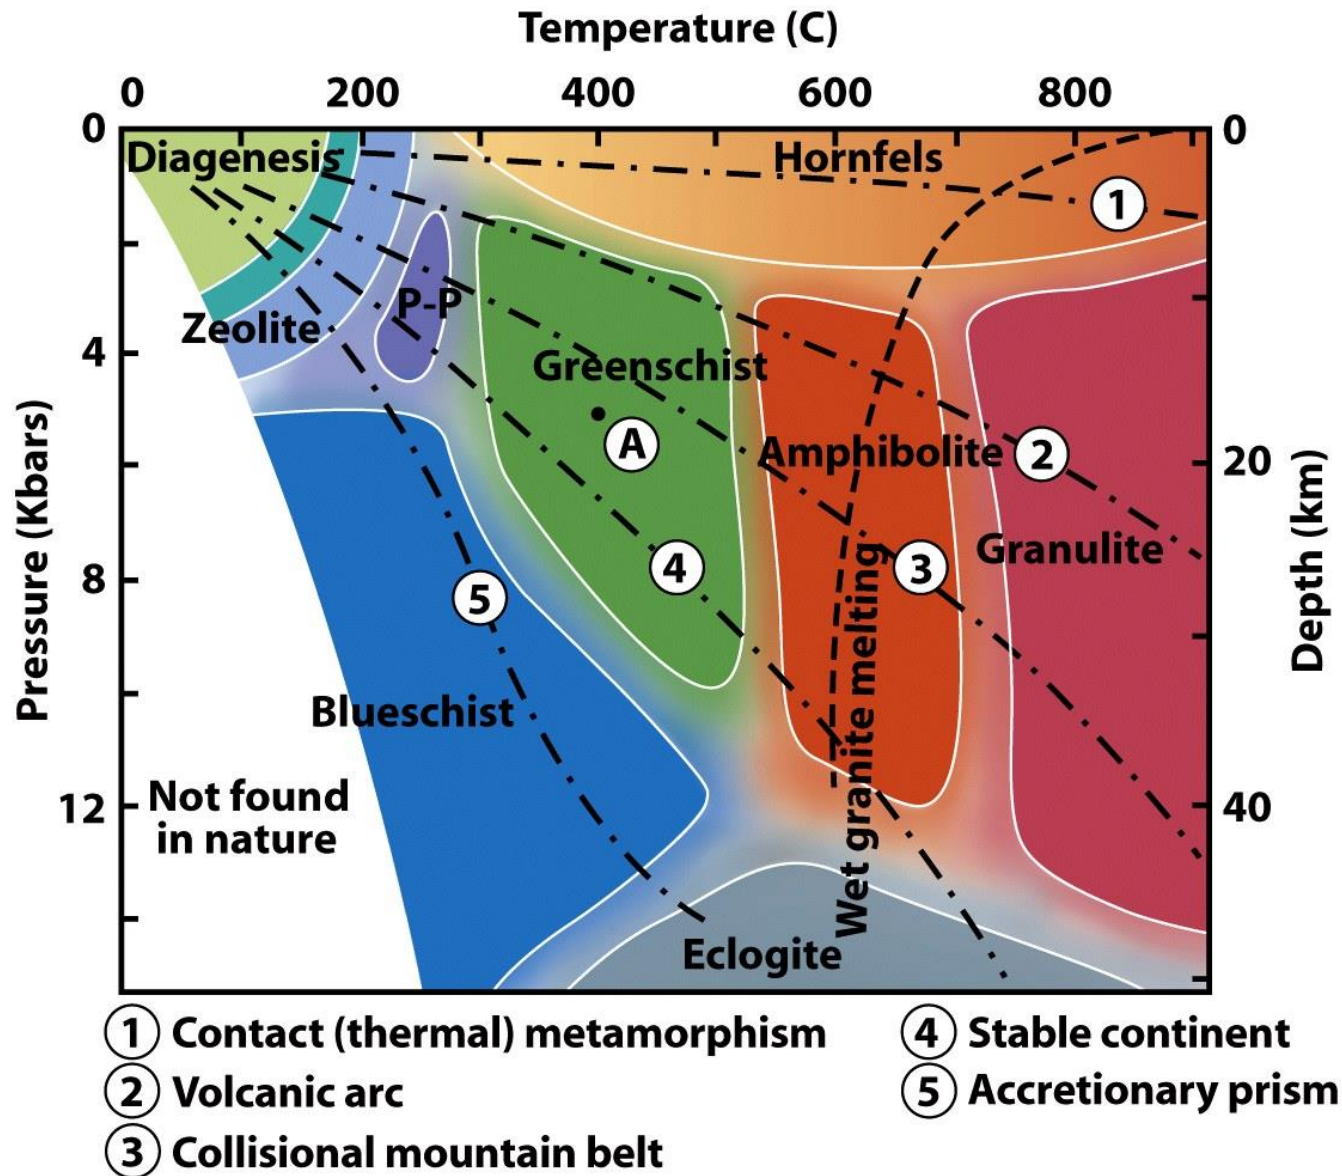 Temperature (C)
0 200 400 600 800
0 0
Diagenesis Hornfels
1
P-P
Zeolite
4
Greenschist
A
Amphibolite 2
20
Granulite
4 3
8
5
Blueschist
Wet granite melting
Pressure (Kbars)
Depth (km)
12 40
Not found
in nature
Eclogite
1 Contact (thermal) metamorphism
2 Volcanic arc
3 Collisional mountain belt
4 Stable continent
5 Accretionary prism